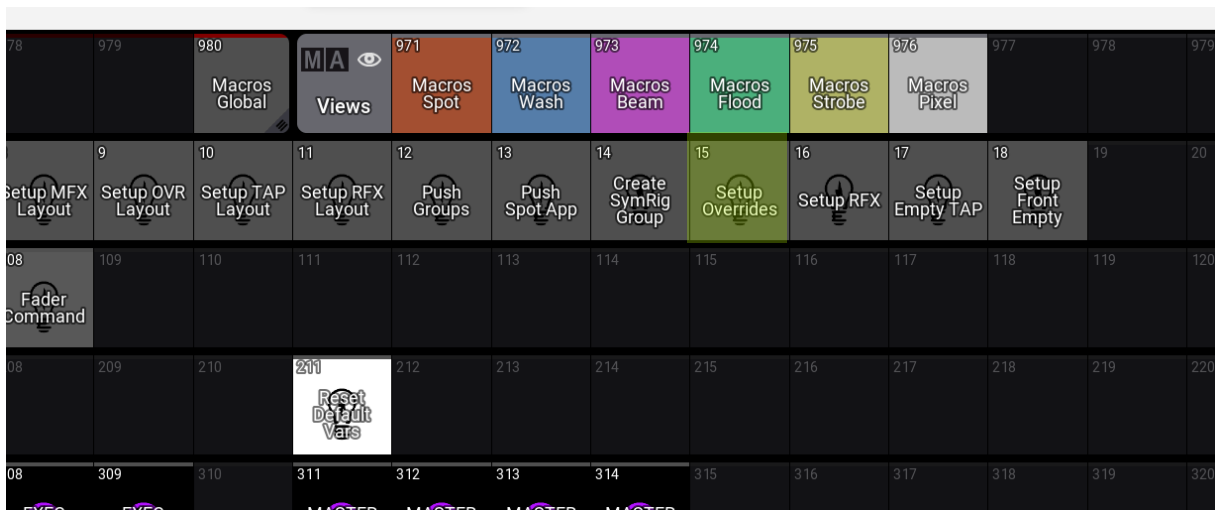 78 979 980 971 972 973 974 975 976 977 978 979
MA
Macros Global
Views
Macros Spot
Macros Wash
Macros Beam
Macros Flood
Macros Strobe
Macros Pixel
9 10 11 12 13 14 15 16 17 18 19 20
Setup MFX Layout
Setup OVR Layout
Setup TAP Layout
Setup RFX Layout
Push Groups
Push Spot App
Create SymRig Group
Setup Overrides
Setup RFX
Setup Empty TAP
Setup Front Empty
08 109 110 111 112 113 114 115 116 117 118 119 120
Fader Command
08 209 210 211 212 213 214 215 216 217 218 219 220
Reset Default Vars
08 309 310 311 312 313 314 315 316 317 318 319 320
EXEC EXEC MASTER MASTER MASTER MASTER